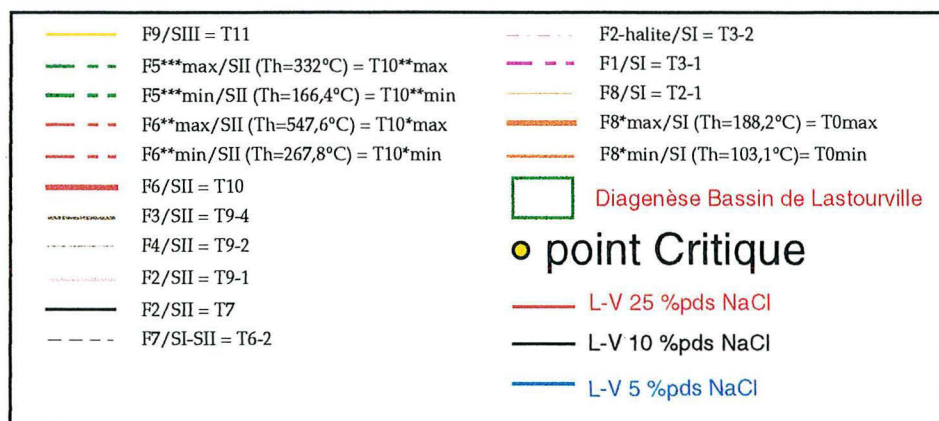 F9/SIII = T11
F5***max/SII (Th=332°C) = T10**max
F5***min/SII (Th=166,4°C) = T10**min
F6**max/SII (Th=547,6°C) = T10*max
F6**min/SII (Th=267,8°C) = T10*min
F6/SII = T10
F3/SII = T9-4
F4/SII = T9-2
F2/SII = T9-1
F2/SII = T7
F7/SI-SII = T6-2
F2-halite/SI = T3-2
F1/SI = T3-1
F8/SI = T2-1
F8*max/SI (Th=188,2°C) = T0max
F8*min/SI (Th=103,1°C)= T0min
Diagenèse Bassin de Lastourville
point Critique
L-V 25 %pds NaCl
L-V 10 %pds NaCl
L-V 5 %pds NaCl